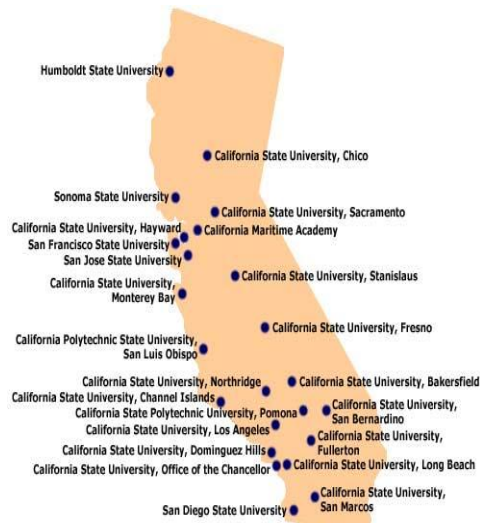 Humboldt State University
California State University, Chico
Sonoma State University
California State University, Sacramento
California State University, Hayward
California Maritime Academy
San Francisco State University
San Jose State University
California State University, Stanislaus
California State University,
Monterey Bay
California State University, Fresno
California Polytechnic State University,
San Luis Obispo
California State University, Northridge
California State University, Bakersfield
California State University, Channel Islands
California State Polytechnic University, Pomona
California State University,
San Bernardino
California State University, Los Angeles
California State University,
Fullerton
California State University, Dominguez Hills
California State University, Office of the Chancellor
California State University, Long Beach
California State University,
San Marcos
San Diego State University